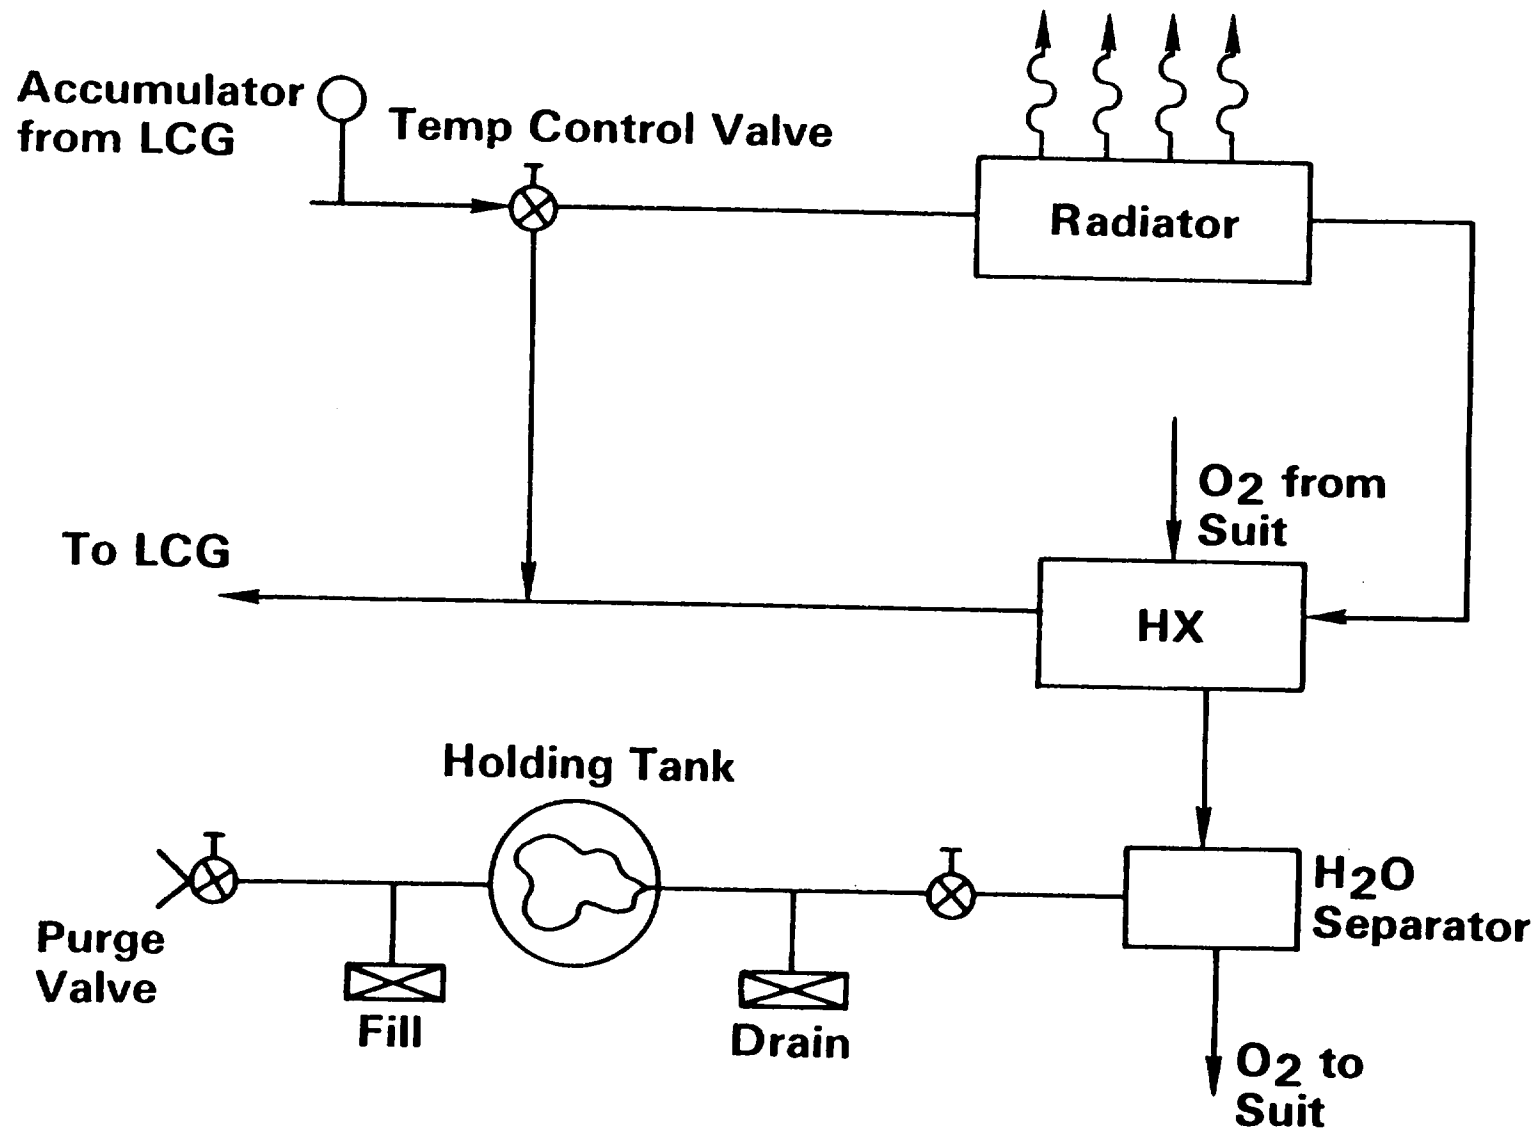 Accumulator
from LCG
Temp Control Valve
Radiator
O2 from
Suit
To LCG
HX
Holding Tank
H2O
Separator
Purge
Valve
Fill
Drain
O2 to
Suit